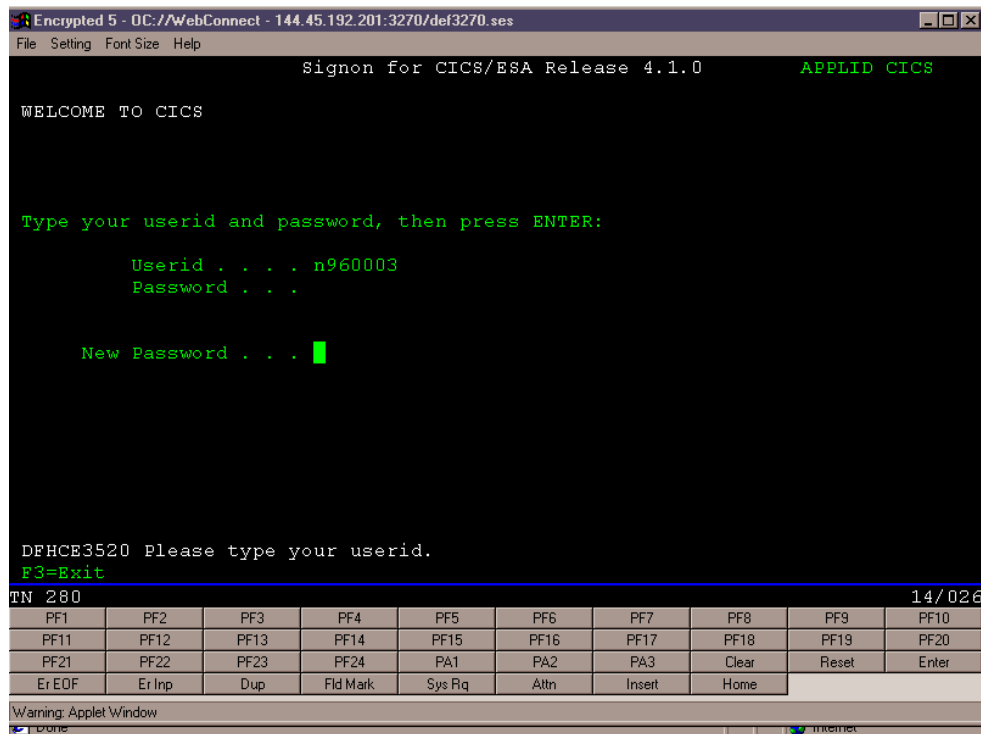 Encrypted 5 - OC://WebConnect - 144.45.192.201:3270/def3270.ses
File Setting Font Size Help
Signon for CICS/ESA Release 4.1.0 APPLID CICS
WELCOME TO CICS
Type your userid and password, then press ENTER:
Userid . . . . n960003
Password . . .
New Password . . .
DFHCE3520 Please type your userid.
F3=Exit
TN 280 14/026
PF1 PF2 PF3 PF4 PF5 PF6 PF7 PF8 PF9 PF10
PF11 PF12 PF13 PF14 PF15 PF16 PF17 PF18 PF19 PF20
PF21 PF22 PF23 PF24 PA1 PA2 PA3 Clear Reset Enter
Er EOF Er Inp Dup Fld Mark Sys Rq Attn Insert Home
Warning: Applet Window
Done Internet